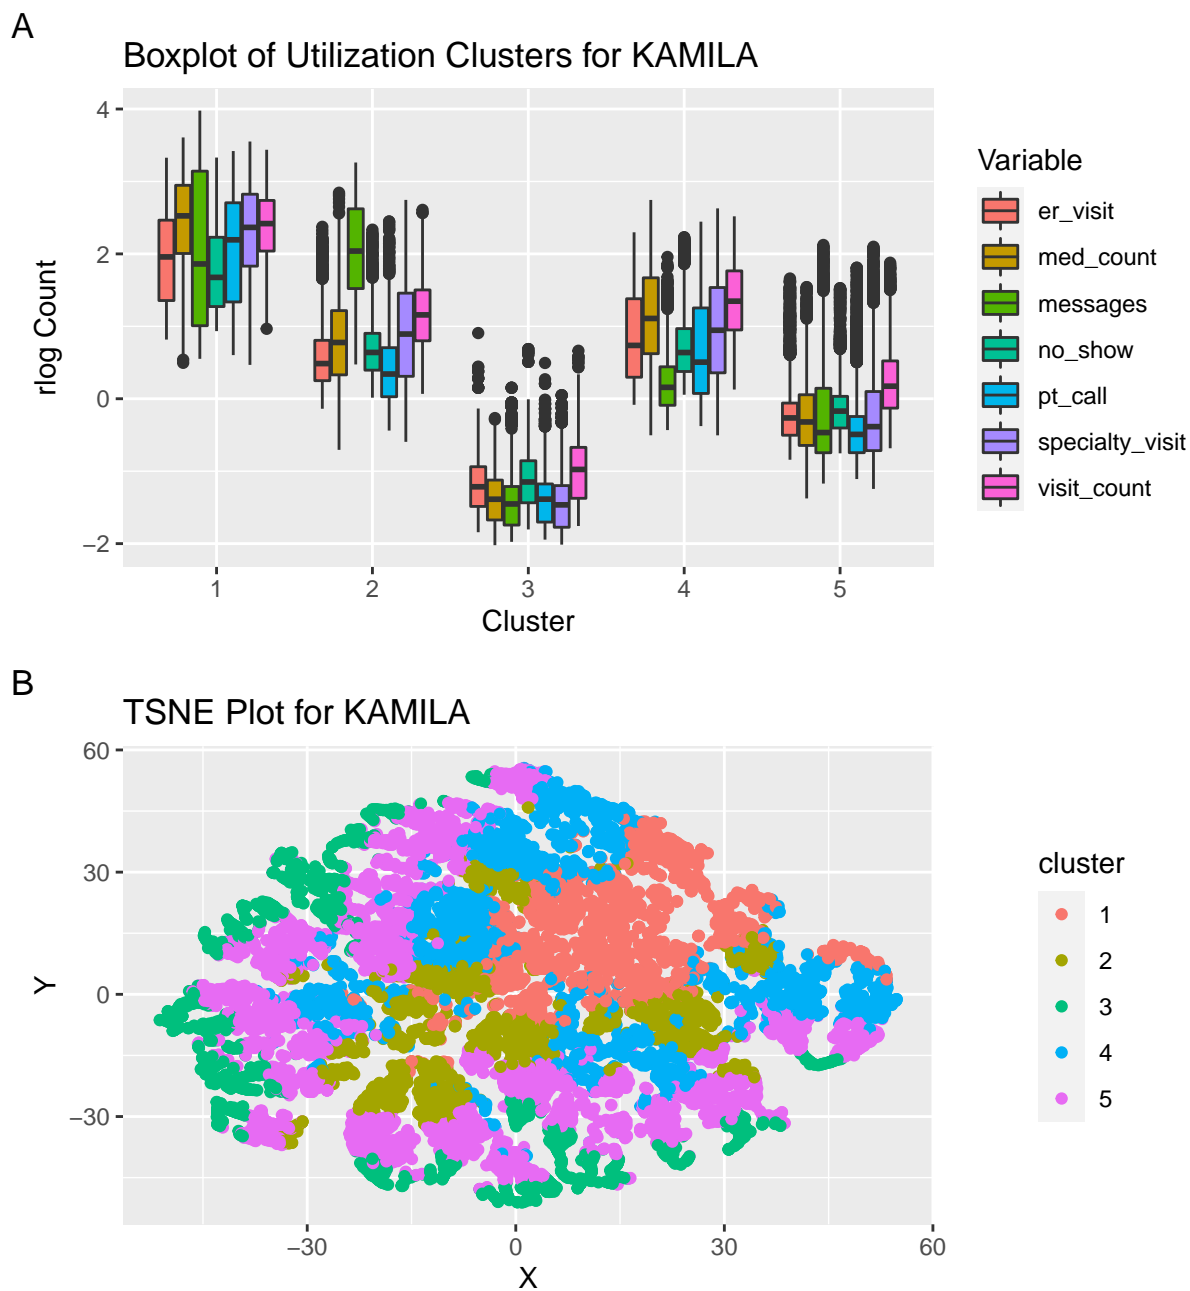 A
Boxplot of Utilization Clusters for KAMILA
4
2
0
−2
rlog Count
1 2 3 4 5
Cluster
Variable
er_visit
med_count
messages
no_show
pt_call
specialty_visit
visit_count
B
TSNE Plot for KAMILA
60
30
0
−30
Y
−30 0 30 60
X
cluster
1
2
3
4
5